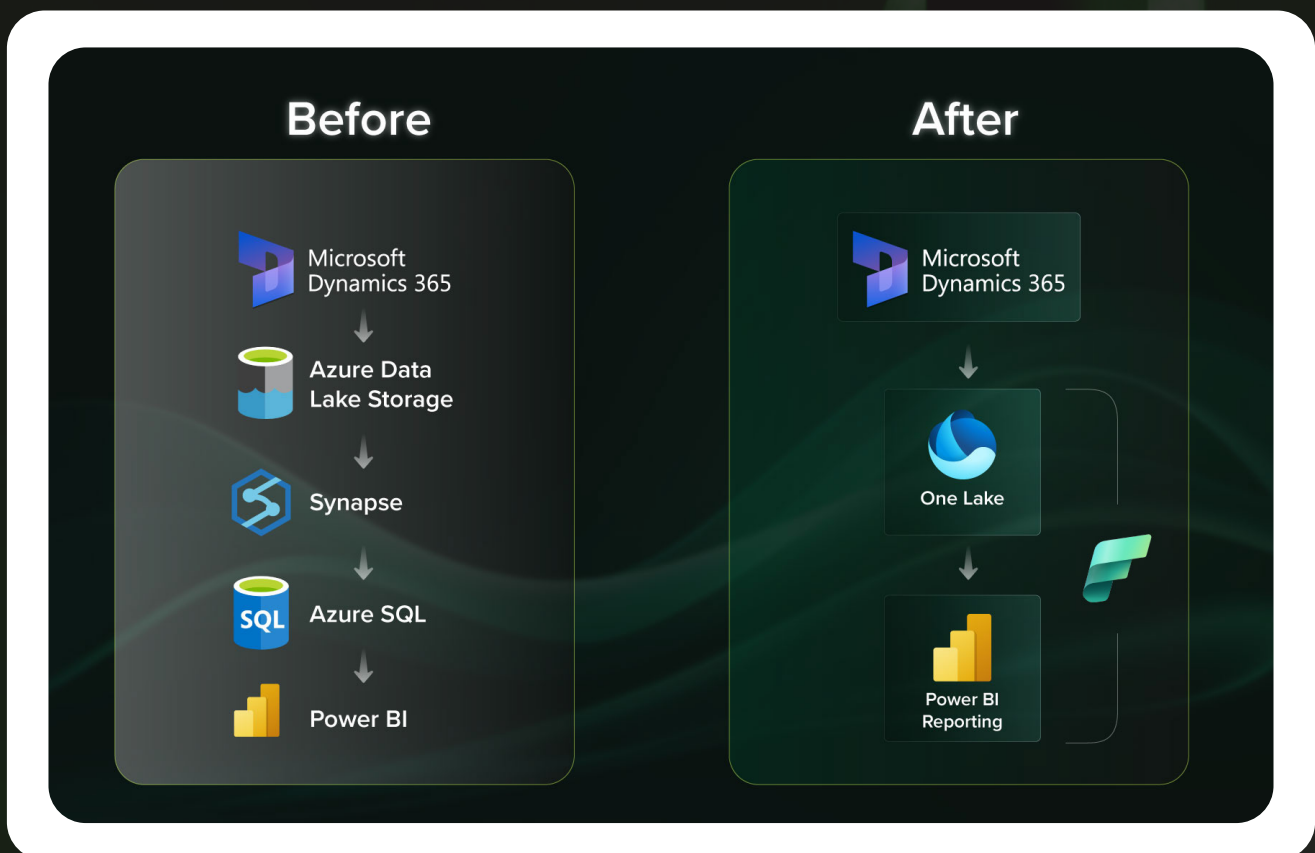 Before
Microsoft
Dynamics 365
Azure Data
Lake Storage
Synapse
SQL
Azure SQL
Power BI
After
Microsoft
Dynamics 365
One Lake
Power BI
Reporting